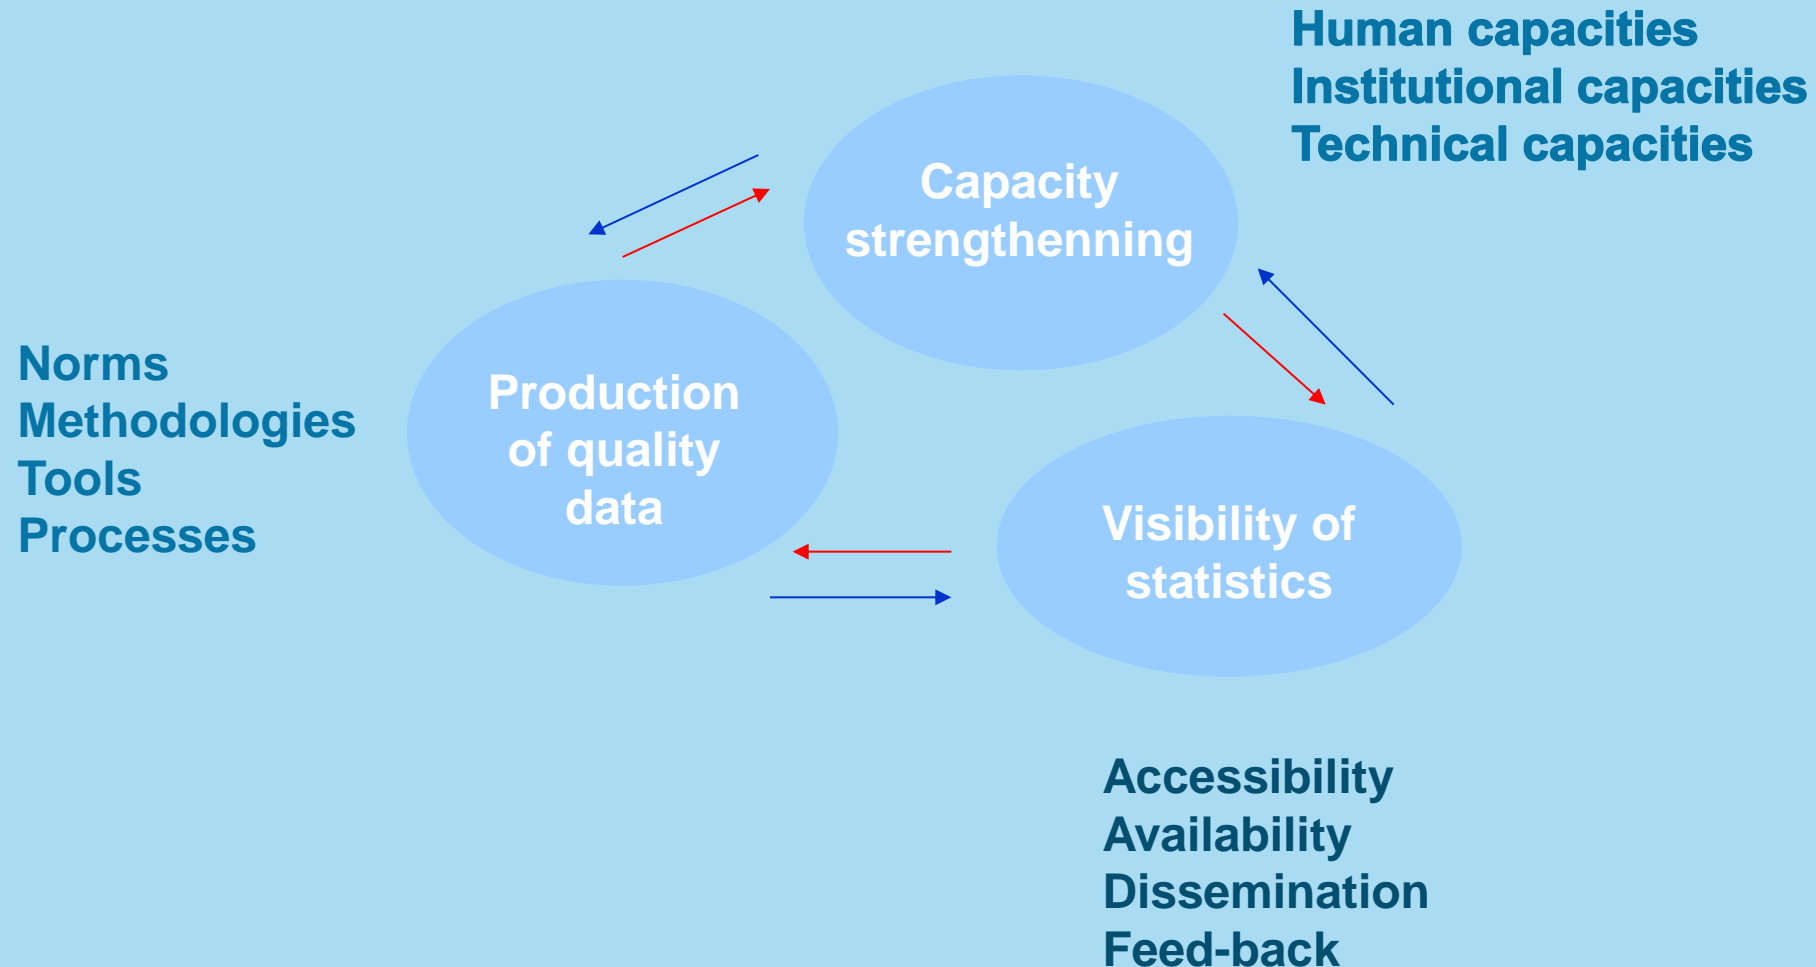 Human capacities
Institutional capacities
Technical capacities
Capacity
strengthenning
Norms
Methodologies
Tools
Processes
Production
of quality
data
Visibility of
statistics
Accessibility
Availability
Dissemination
Feed-back